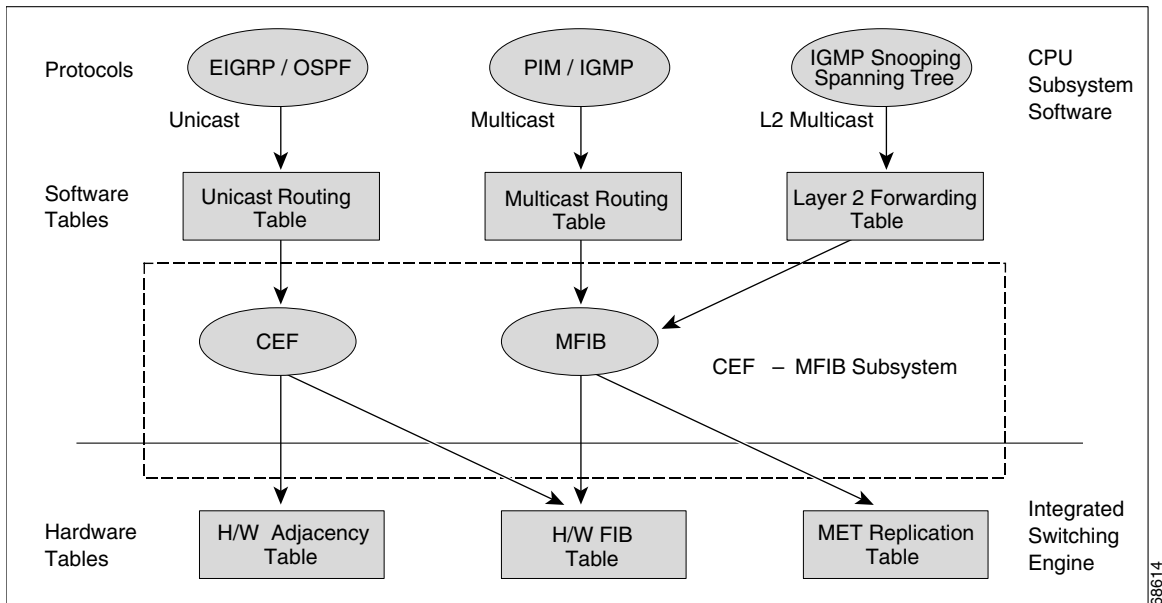 Protocols
EIGRP / OSPF
PIM / IGMP
IGMP Snooping
Spanning Tree
CPU
Subsystem
Software
Unicast
Multicast
L2 Multicast
Software
Tables
Unicast Routing
Table
Multicast Routing
Table
Layer 2 Forwarding
Table
CEF
MFIB
CEF – MFIB Subsystem
Hardware
Tables
H/W Adjacency
Table
H/W FIB
Table
MET Replication
Table
Integrated
Switching
Engine
68614